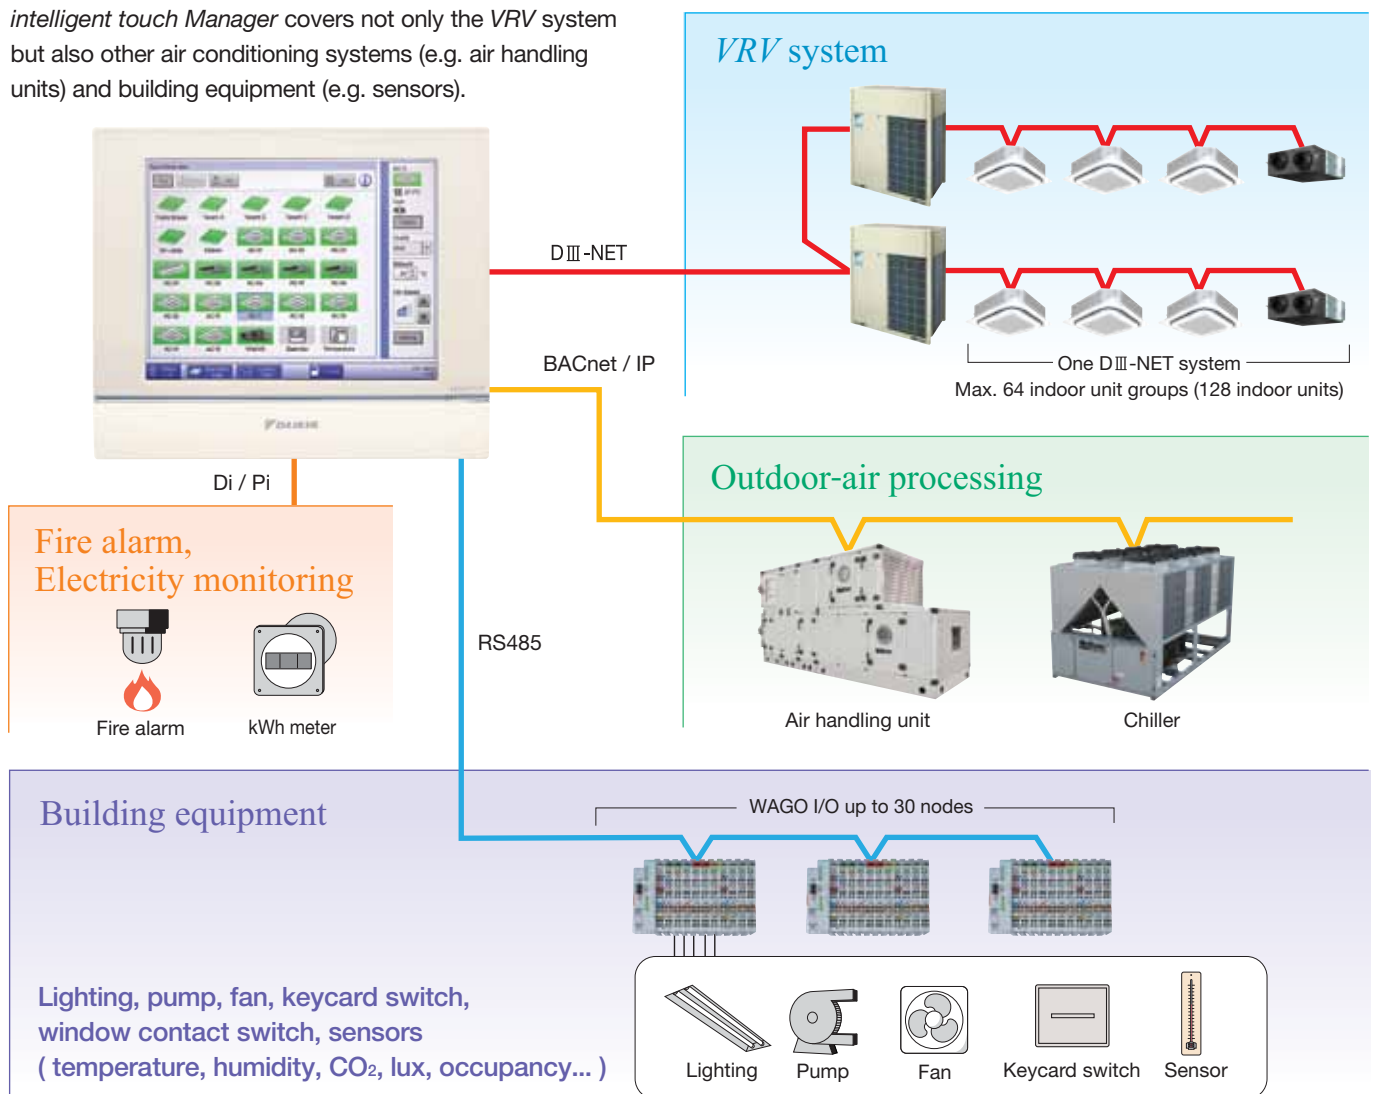 intelligent touch Manager covers not only the VRV system
but also other air conditioning systems (e.g. air handling
units) and building equipment (e.g. sensors).
VRV system
DⅢ-NET
BACnet / IP
One DⅢ-NET system
Max. 64 indoor unit groups (128 indoor units)
DAIKIN
Di / Pi
Outdoor-air processing
Fire alarm,
Electricity monitoring
RS485
Fire alarm
kWh meter
Air handling unit
Chiller
Building equipment
WAGO I/O up to 30 nodes
Lighting, pump, fan, keycard switch,
window contact switch, sensors
( temperature, humidity, CO₂, lux, occupancy... )
Lighting
Pump
Fan
Keycard switch
Sensor